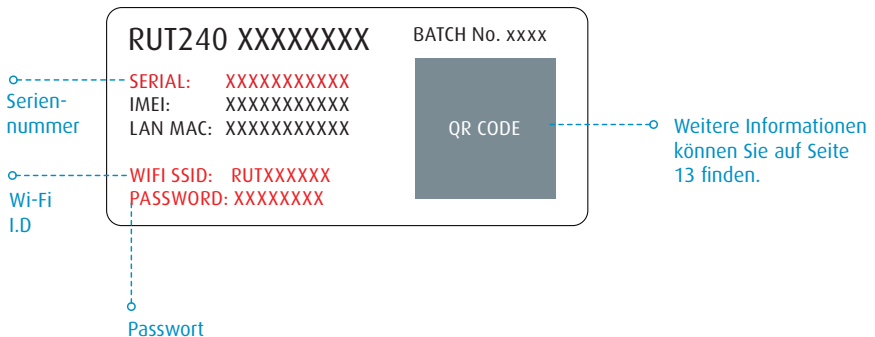 RUT240 XXXXXXXX
BATCH No. xxxx
SERIAL: XXXXXXXXXXX
IMEI: XXXXXXXXXXX
LAN MAC: XXXXXXXXXXX
WIFI SSID: RUTXXXXXX
PASSWORD: XXXXXXXX
QR CODE
Serien-
nummer
Wi-Fi
I.D
Passwort
Weitere Informationen
können Sie auf Seite
13 finden.